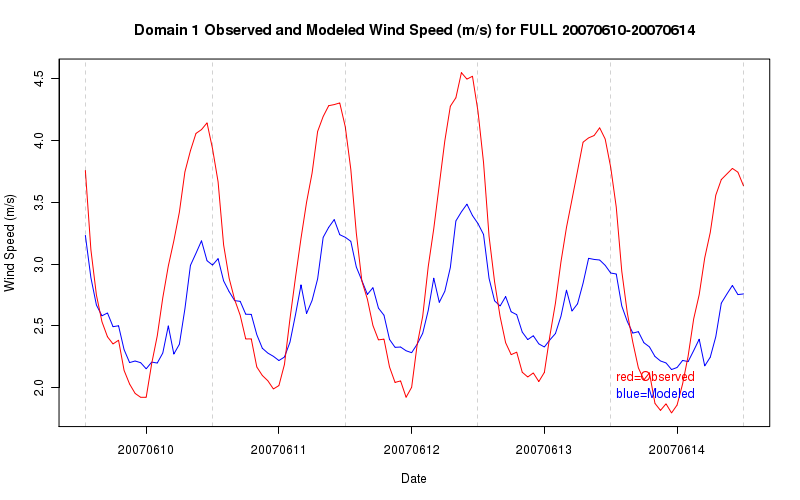 Domain 1 Observed and Modeled Wind Speed (m/s) for FULL 20070610-20070614
Wind Speed (m/s)
4.5
4.0
3.5
3.0
2.5
2.0
red=Observed
blue=Modeled
20070610 20070611 20070612 20070613 20070614
Date